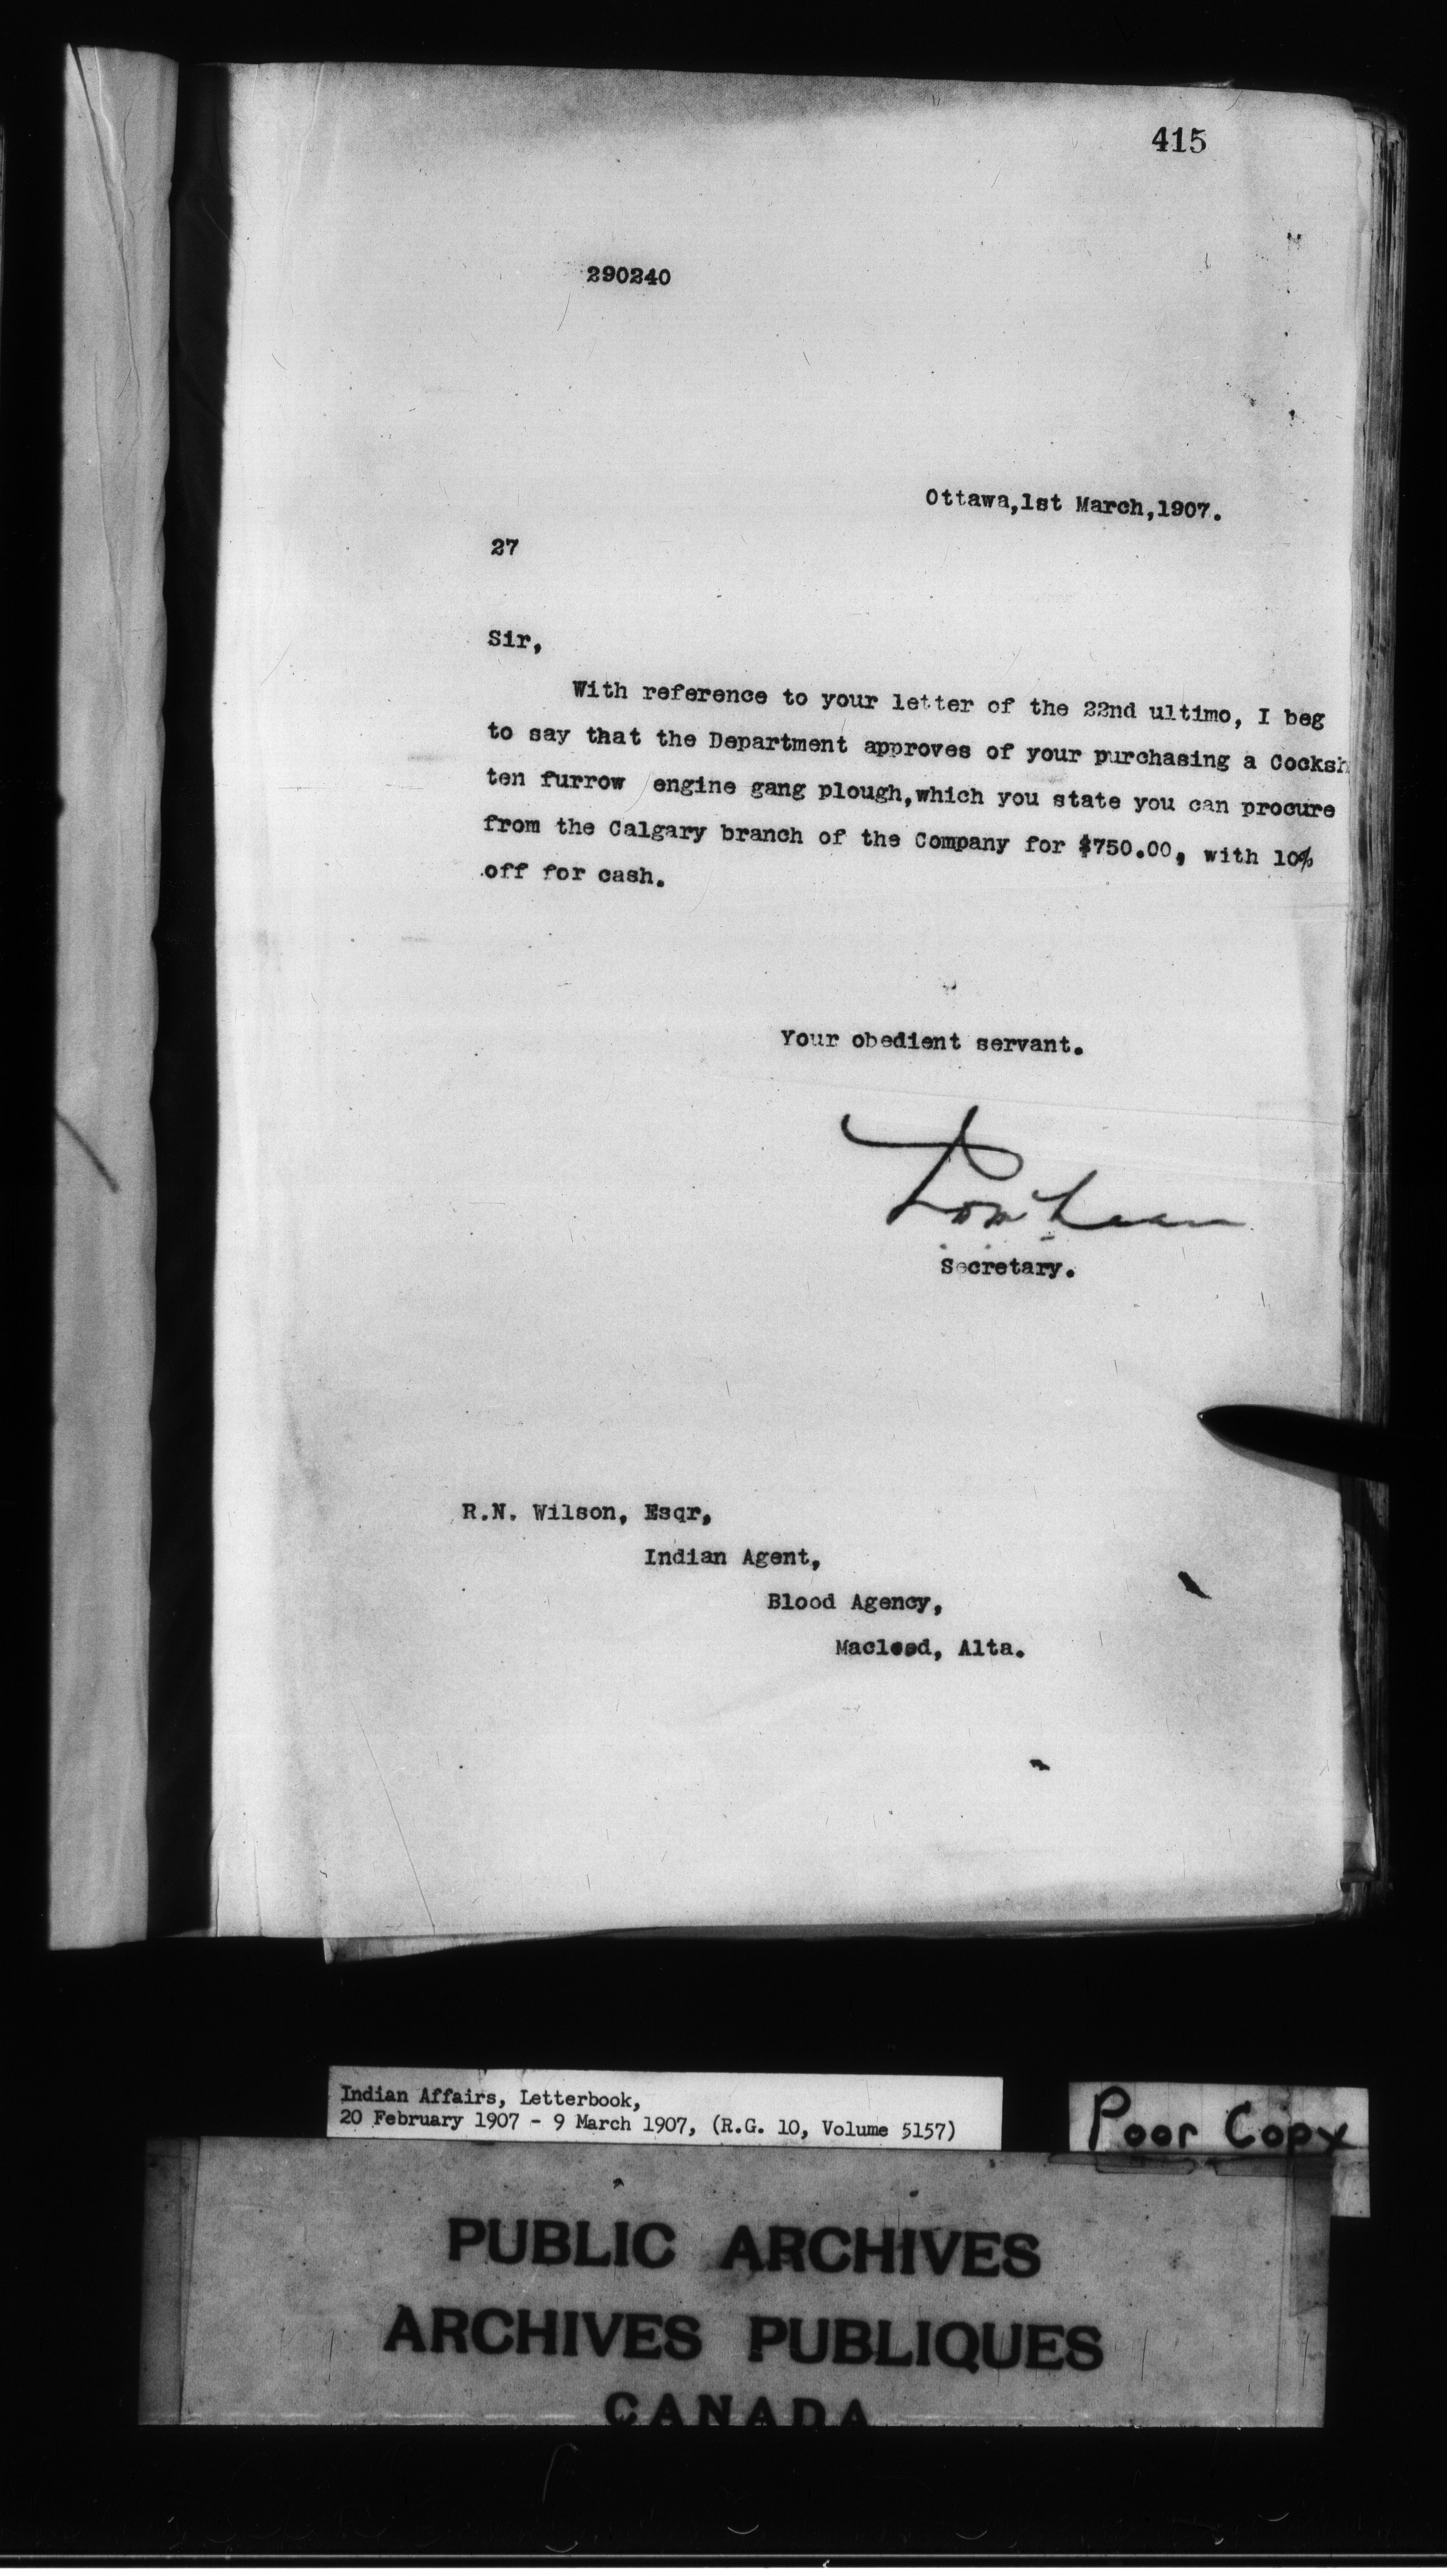 415
290240
Ottawa,1st March,1907.
27
Sir,
With reference to your letter of the 22nd ultimo, I beg
to say that the Department approves of your purchasing a Cocksh
ten furrow engine gang plough,which you state you can procure
from the Calgary branch of the Company for $750.00, with 10%
off for cash.
Your obedient servant.
Secretary.
R.N. Wilson, Esqr,
Indian Agent,
Blood Agency,
Macleod, Alta.
Indian Affairs, Letterbook,
20 February 1907 - 9 March 1907, (R.G. 10, Volume 5157)
Poor Copy
PUBLIC ARCHIVES
ARCHIVES PUBLIQUES
CANADA